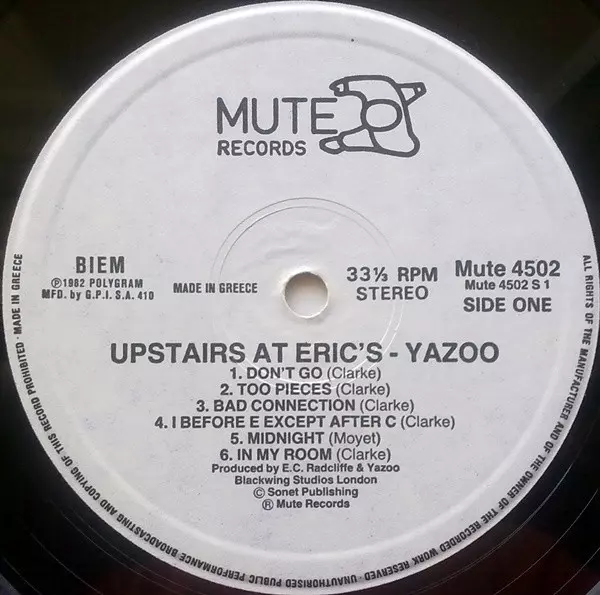 MUTE
RECORDS
BIEM
℗1982 POLYGRAM
MFD. by G.P.I. S.A. 410
MADE IN GREECE
33⅓ RPM
STEREO
Mute 4502
Mute 4502 S 1
SIDE ONE
UPSTAIRS AT ERIC'S - YAZOO
1. DON'T GO (Clarke)
2. TOO PIECES (Clarke)
3. BAD CONNECTION (Clarke)
4. I BEFORE E EXCEPT AFTER C (Clarke)
5. MIDNIGHT (Moyet)
6. IN MY ROOM (Clarke)
Produced by E.C. Radcliffe & Yazoo
Blackwing Studios London
© Sonet Publishing
® Mute Records
ALL RIGHTS OF THE MANUFACTURER AND OF THE OWNER OF THE RECORDED WORK RESERVED · UNAUTHORISED PUBLIC PERFORMANCE BROADCASTING AND COPYING OF THIS RECORD PROHIBITED · MADE IN GREECE